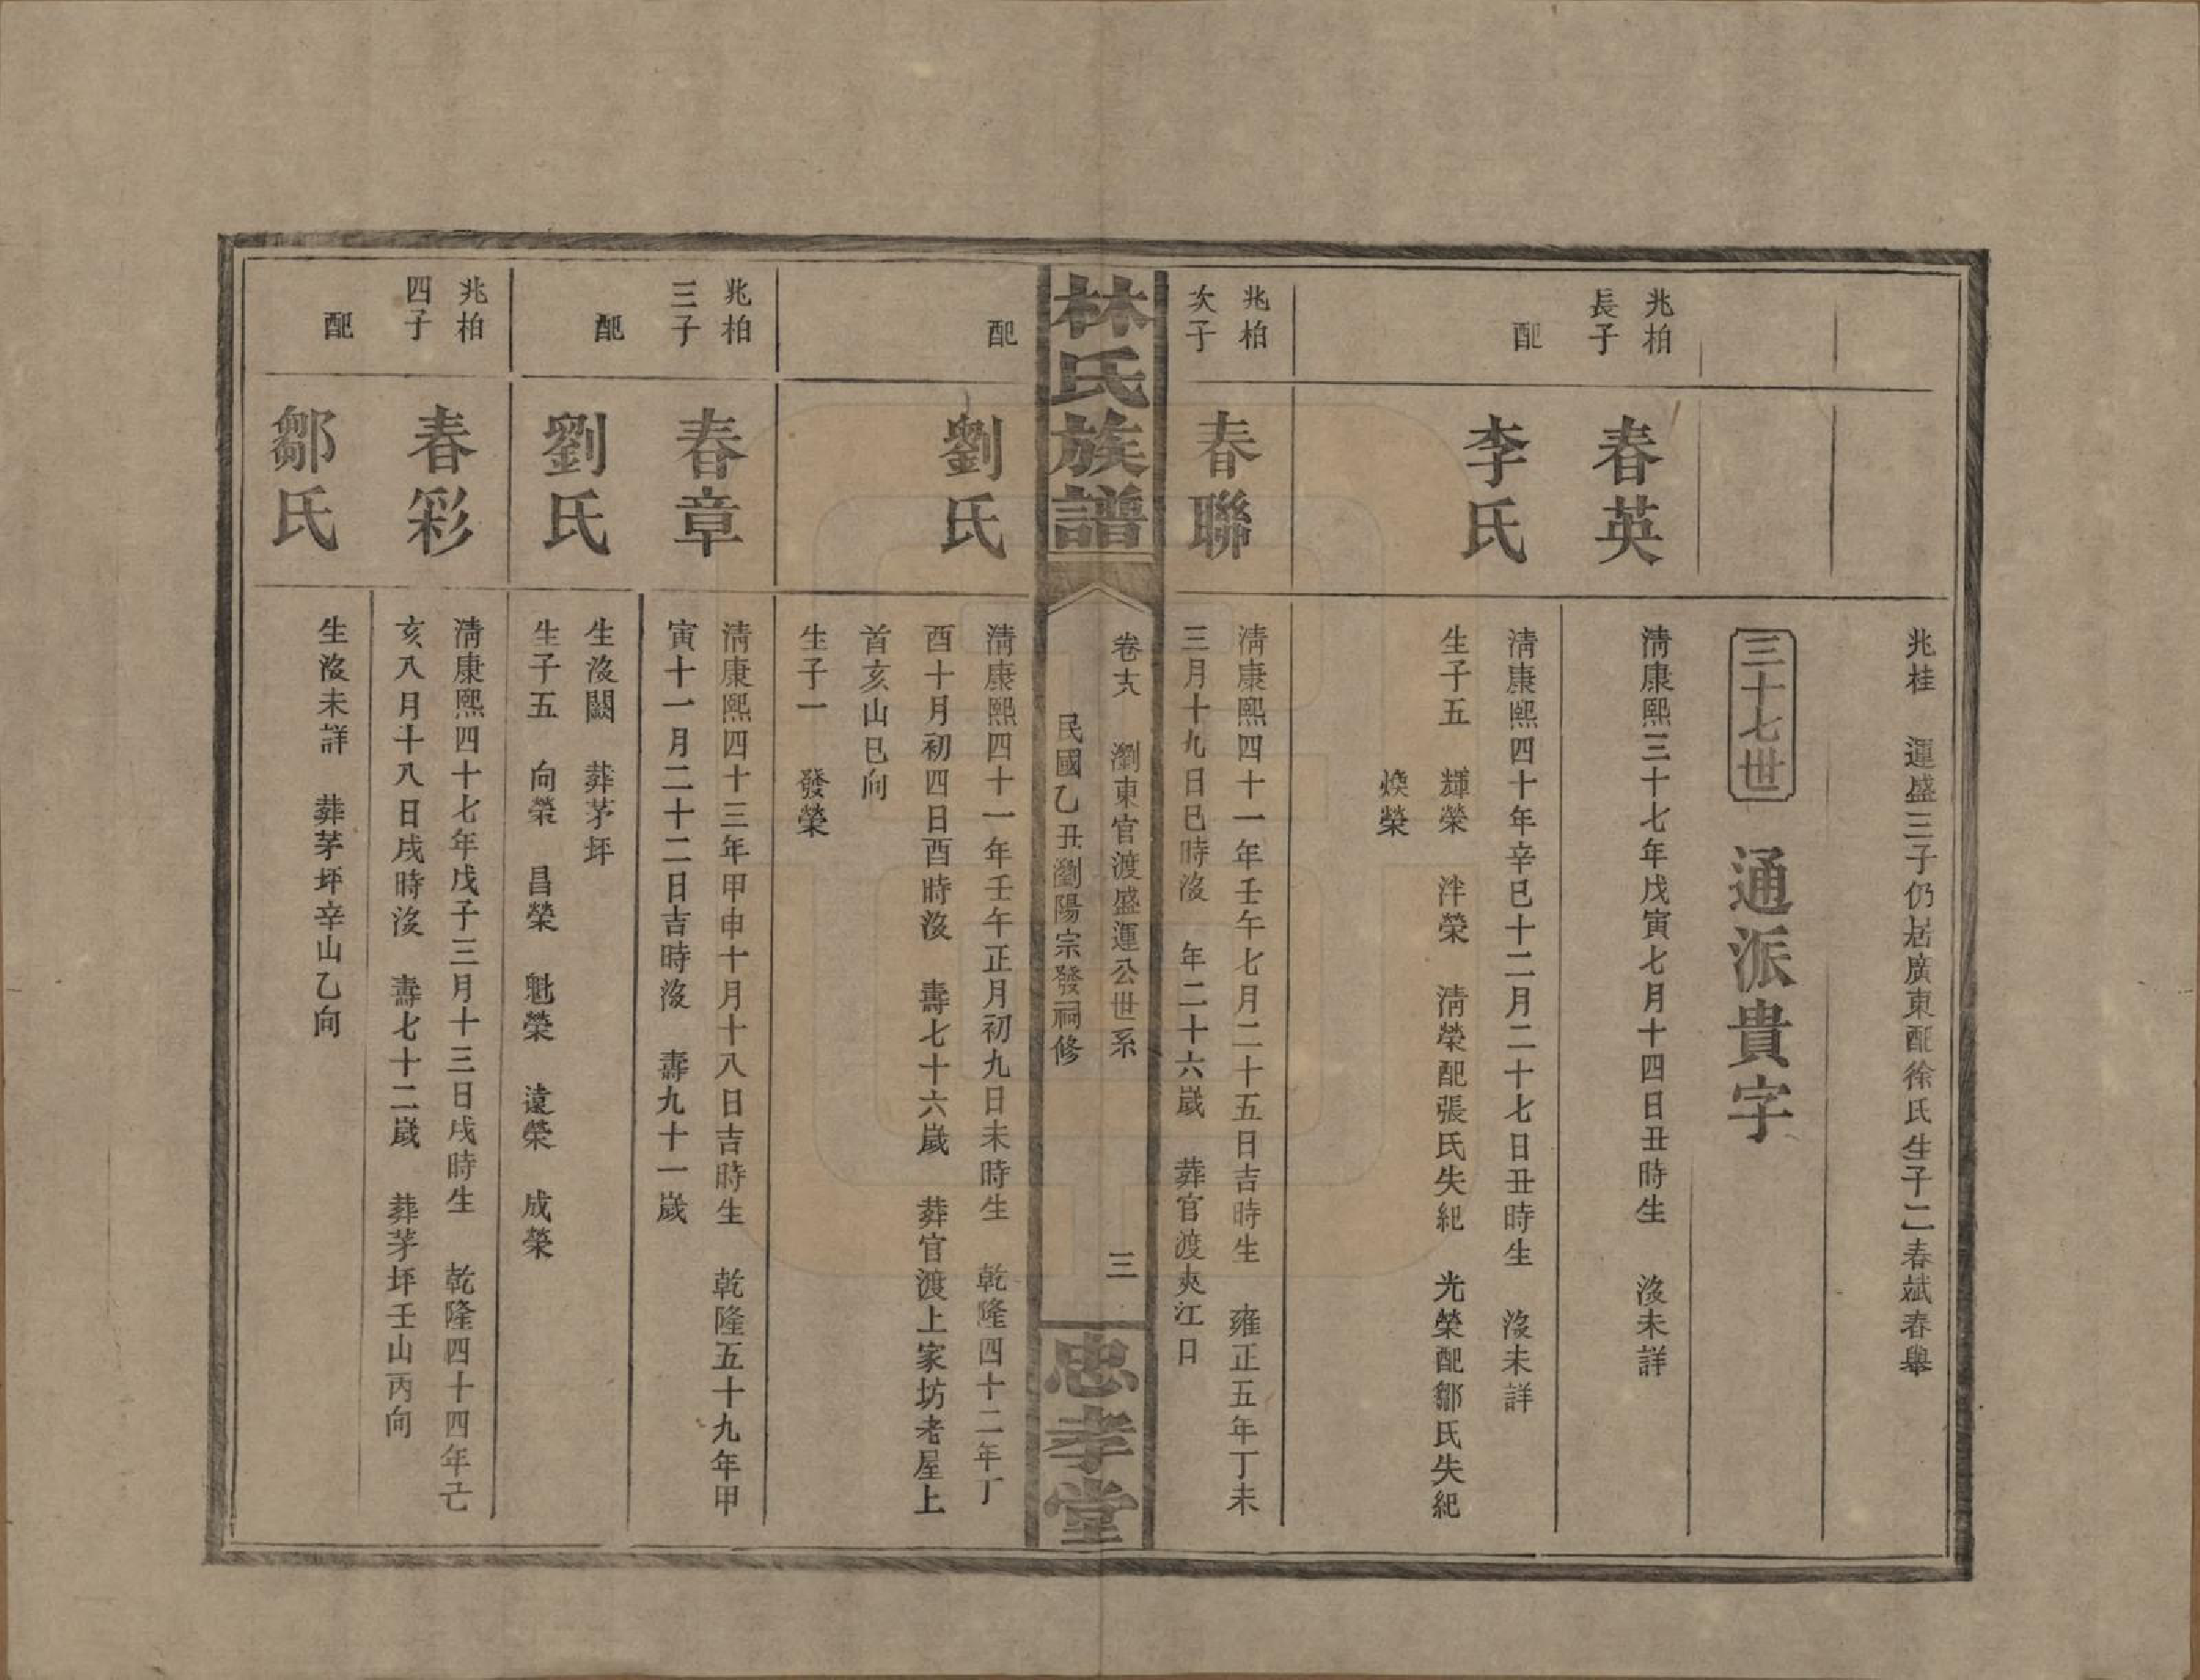 兆桂　運盛三子仍居廣東配徐氏生子二春斌春舉
三十七世　通派貴字
兆柏
長子
春英
清康熙三十七年戊寅七月十四日丑時生　沒未詳
配
李氏
清康熙四十年辛巳十二月二十七日丑時生　沒未詳
生子五　輝榮　泮榮　清榮配張氏失紀　光榮配鄒氏失紀
煥榮
兆柏
次子
春聯
清康熙四十一年壬午七月二十五日吉時生　雍正五年丁未
三月十九日巳時沒　年二十六歲　葬官渡夾江口
林氏族譜
卷十八　瀏東官渡盛運公世系　三
民國乙丑瀏陽宗發祠修
忠孝堂
配
劉氏
清康熙四十一年壬午正月初九日未時生　乾隆四十二年丁
酉十月初四日酉時沒　壽七十六歲　葬官渡上家坊老屋上
首亥山巳向
生子一　發榮
兆柏
三子
春章
清康熙四十三年甲申十月十八日吉時生　乾隆五十九年甲
寅十一月二十二日吉時沒　壽九十一歲
配
劉氏
生沒闕　葬茅坪
生子五　向榮　昌榮　魁榮　遠榮　成榮
兆柏
四子
春彩
清康熙四十七年戊子三月十三日戌時生　乾隆四十四年己
亥八月十八日戌時沒　壽七十二歲　葬茅坪壬山丙向
配
鄒氏
生沒未詳　葬茅坪辛山乙向